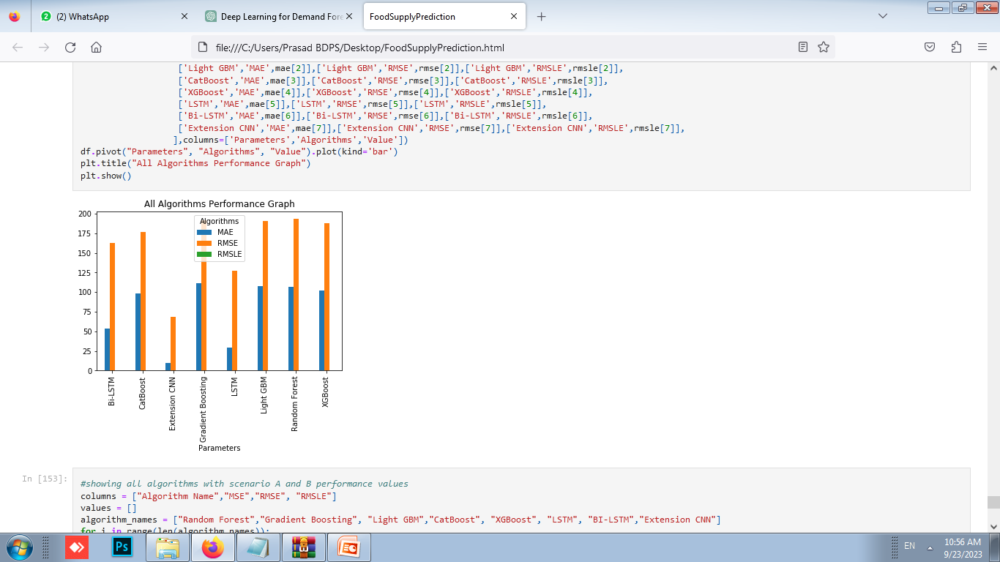 (2) WhatsApp
Deep Learning for Demand Fore
FoodSupplyPrediction
file:///C:/Users/Prasad BDPS/Desktop/FoodSupplyPrediction.html
['Light GBM','MAE',mae[2]],['Light GBM','RMSE',rmse[2]],['Light GBM','RMSLE',rmsle[2]],
['CatBoost','MAE',mae[3]],['CatBoost','RMSE',rmse[3]],['CatBoost','RMSLE',rmsle[3]],
['XGBoost','MAE',mae[4]],['XGBoost','RMSE',rmse[4]],['XGBoost','RMSLE',rmsle[4]],
['LSTM','MAE',mae[5]],['LSTM','RMSE',rmse[5]],['LSTM','RMSLE',rmsle[5]],
['Bi-LSTM','MAE',mae[6]],['Bi-LSTM','RMSE',rmse[6]],['Bi-LSTM','RMSLE',rmsle[6]],
['Extension CNN','MAE',mae[7]],['Extension CNN','RMSE',rmse[7]],['Extension CNN','RMSLE',rmsle[7]],
],columns=['Parameters','Algorithms','Value'])
df.pivot("Parameters", "Algorithms", "Value").plot(kind='bar')
plt.title("All Algorithms Performance Graph")
plt.show()
All Algorithms Performance Graph
200
175
150
125
100
75
50
25
0
Algorithms
MAE
RMSE
RMSLE
Bi-LSTM
CatBoost
Extension CNN
Gradient Boosting
LSTM
Light GBM
Random Forest
XGBoost
Parameters
In [153]:
#showing all algorithms with scenario A and B performance values
columns = ["Algorithm Name","MSE","RMSE", "RMSLE"]
values = []
algorithm_names = ["Random Forest","Gradient Boosting", "Light GBM","CatBoost", "XGBoost", "LSTM", "BI-LSTM","Extension CNN"]
for i in range(len(algorithm_names)):
Ps
EN
10:56 AM
9/23/2023